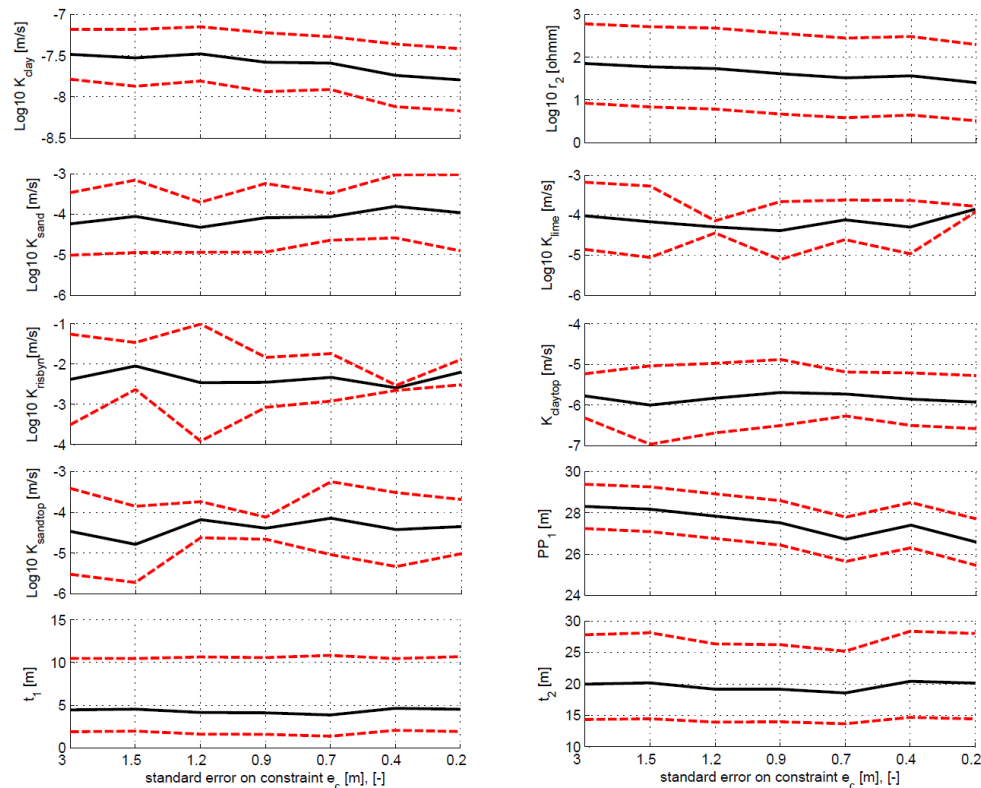 Log10 K_clay [m/s]
-7
-7.5
-8
-8.5
Log10 r_2 [ohmm]
3
2
1
0
Log10 K_sand [m/s]
-3
-4
-5
-6
Log10 K_lime [m/s]
-3
-4
-5
-6
Log10 K_risbyn[m/s]
-1
-2
-3
-4
K_claytop [m/s]
-4
-5
-6
-7
Log10 K_sandtop [m/s]
-3
-4
-5
-6
PP_1 [m]
30
28
26
24
t_1 [m]
15
10
5
0
3 1.5 1.2 0.9 0.7 0.4 0.2
standard error on constraint e_c [m], [-]
t_2 [m]
30
25
20
15
10
3 1.5 1.2 0.9 0.7 0.4 0.2
standard error on constraint e_c [m], [-]